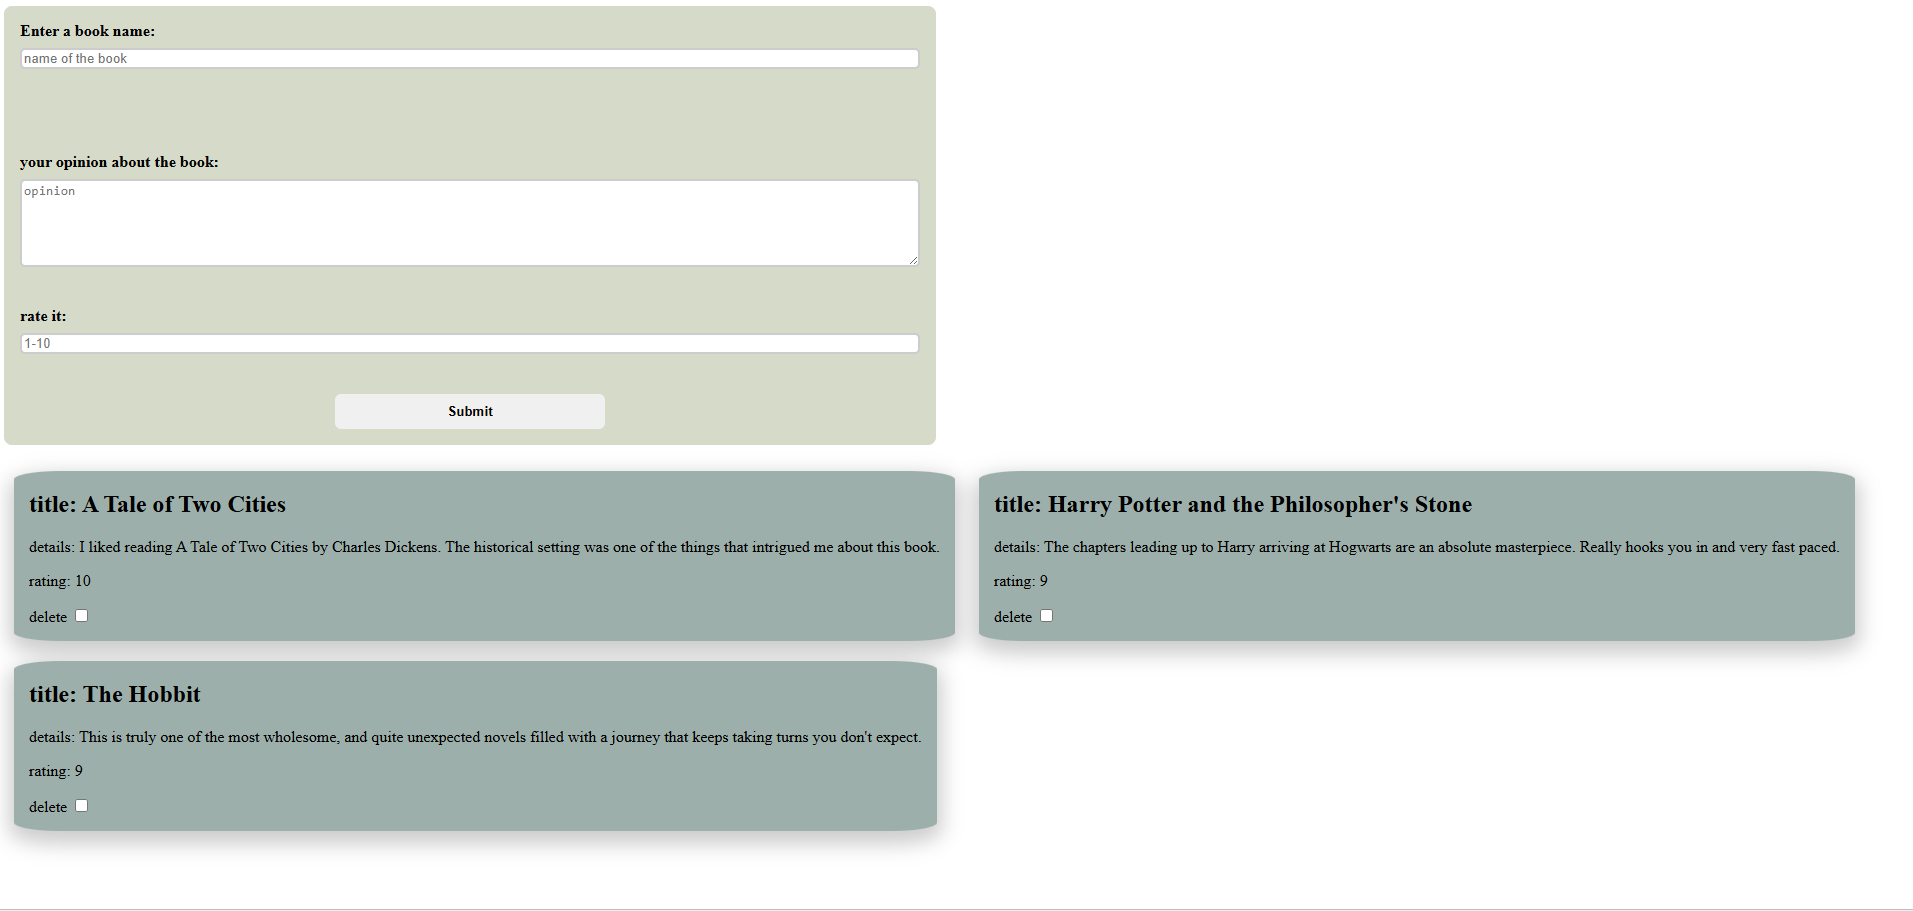 Enter a book name:
name of the book
your opinion about the book:
opinion
rate it:
1-10
Submit
title: A Tale of Two Cities
details: I liked reading A Tale of Two Cities by Charles Dickens. The historical setting was one of the things that intrigued me about this book.
rating: 10
delete
title: Harry Potter and the Philosopher's Stone
details: The chapters leading up to Harry arriving at Hogwarts are an absolute masterpiece. Really hooks you in and very fast paced.
rating: 9
delete
title: The Hobbit
details: This is truly one of the most wholesome, and quite unexpected novels filled with a journey that keeps taking turns you don't expect.
rating: 9
delete